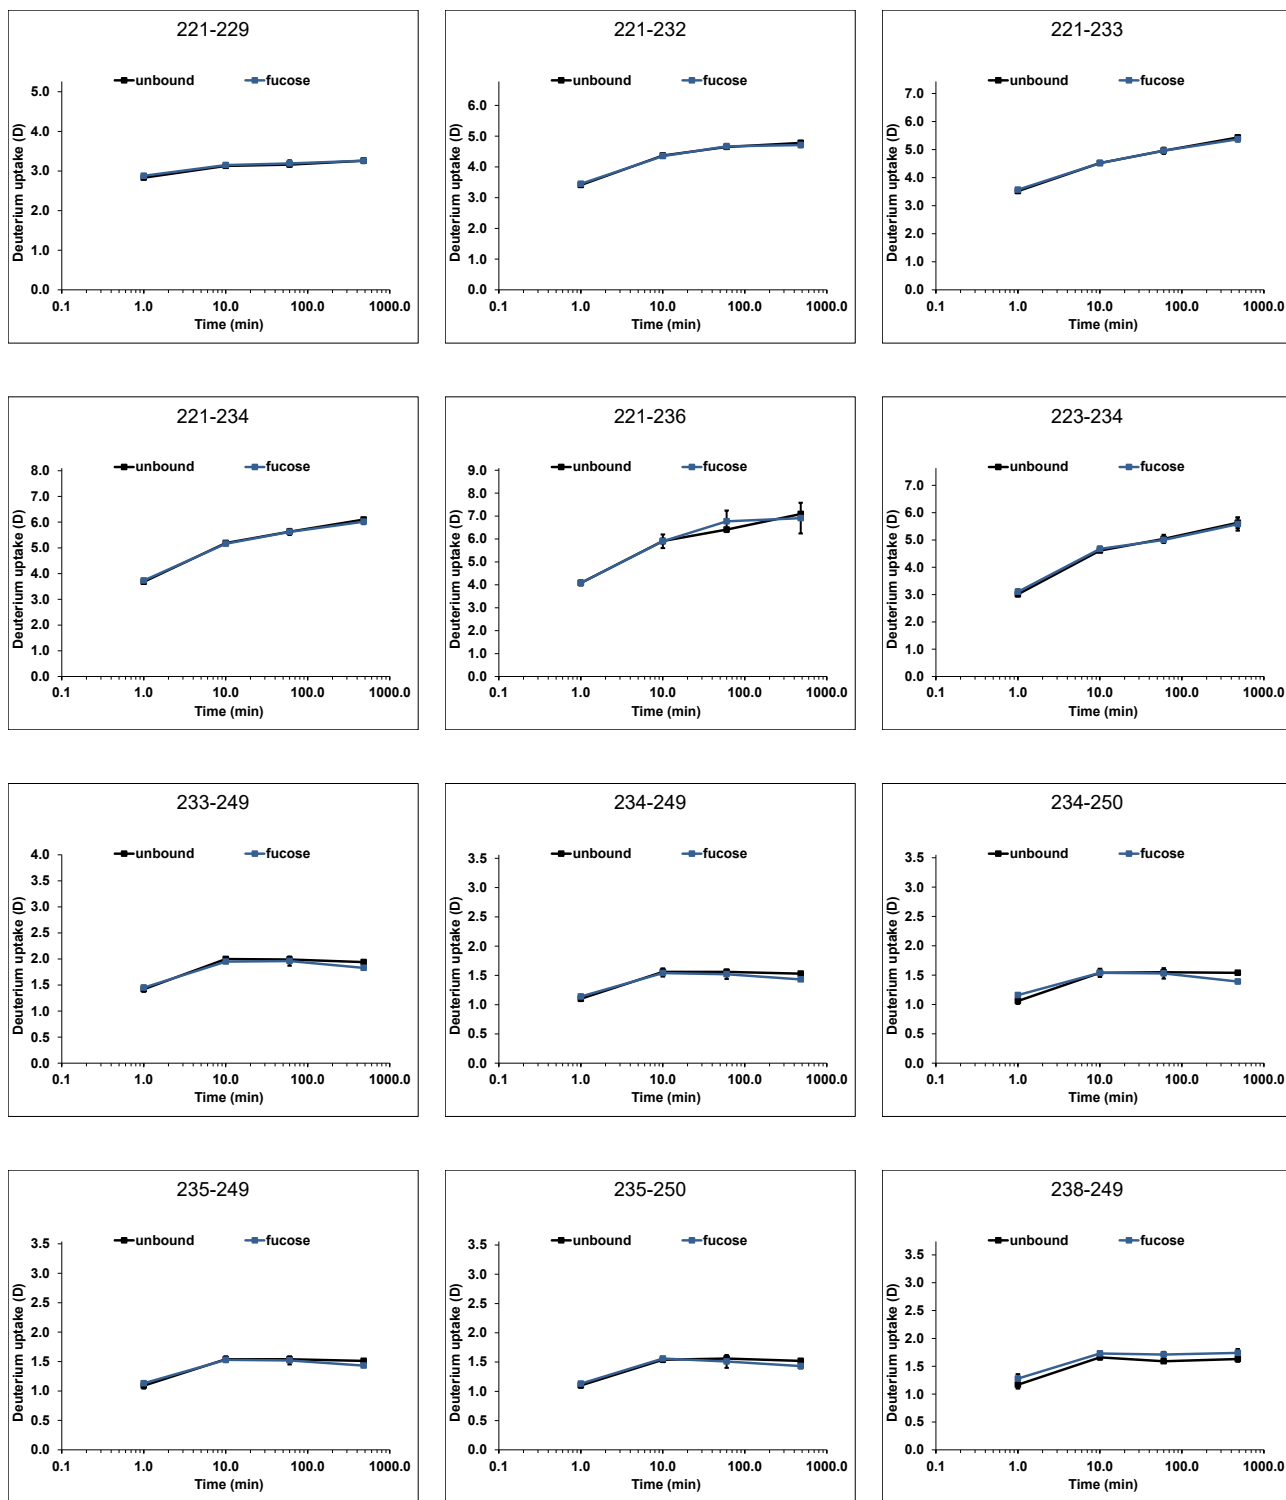 221-229
unbound fucose
Deuterium uptake (D)
5.0
4.0
3.0
2.0
1.0
0.0
0.1 1.0 10.0 100.0 1000.0
Time (min)
221-232
unbound fucose
Deuterium uptake (D)
6.0
5.0
4.0
3.0
2.0
1.0
0.0
0.1 1.0 10.0 100.0 1000.0
Time (min)
221-233
unbound fucose
Deuterium uptake (D)
7.0
6.0
5.0
4.0
3.0
2.0
1.0
0.0
0.1 1.0 10.0 100.0 1000.0
Time (min)
221-234
unbound fucose
Deuterium uptake (D)
8.0
7.0
6.0
5.0
4.0
3.0
2.0
1.0
0.0
0.1 1.0 10.0 100.0 1000.0
Time (min)
221-236
unbound fucose
Deuterium uptake (D)
9.0
8.0
7.0
6.0
5.0
4.0
3.0
2.0
1.0
0.0
0.1 1.0 10.0 100.0 1000.0
Time (min)
223-234
unbound fucose
Deuterium uptake (D)
7.0
6.0
5.0
4.0
3.0
2.0
1.0
0.0
0.1 1.0 10.0 100.0 1000.0
Time (min)
233-249
unbound fucose
Deuterium uptake (D)
4.0
3.5
3.0
2.5
2.0
1.5
1.0
0.5
0.0
0.1 1.0 10.0 100.0 1000.0
Time (min)
234-249
unbound fucose
Deuterium uptake (D)
3.5
3.0
2.5
2.0
1.5
1.0
0.5
0.0
0.1 1.0 10.0 100.0 1000.0
Time (min)
234-250
unbound fucose
Deuterium uptake (D)
3.5
3.0
2.5
2.0
1.5
1.0
0.5
0.0
0.1 1.0 10.0 100.0 1000.0
Time (min)
235-249
unbound fucose
Deuterium uptake (D)
3.5
3.0
2.5
2.0
1.5
1.0
0.5
0.0
0.1 1.0 10.0 100.0 1000.0
Time (min)
235-250
unbound fucose
Deuterium uptake (D)
3.5
3.0
2.5
2.0
1.5
1.0
0.5
0.0
0.1 1.0 10.0 100.0 1000.0
Time (min)
238-249
unbound fucose
Deuterium uptake (D)
3.5
3.0
2.5
2.0
1.5
1.0
0.5
0.0
0.1 1.0 10.0 100.0 1000.0
Time (min)